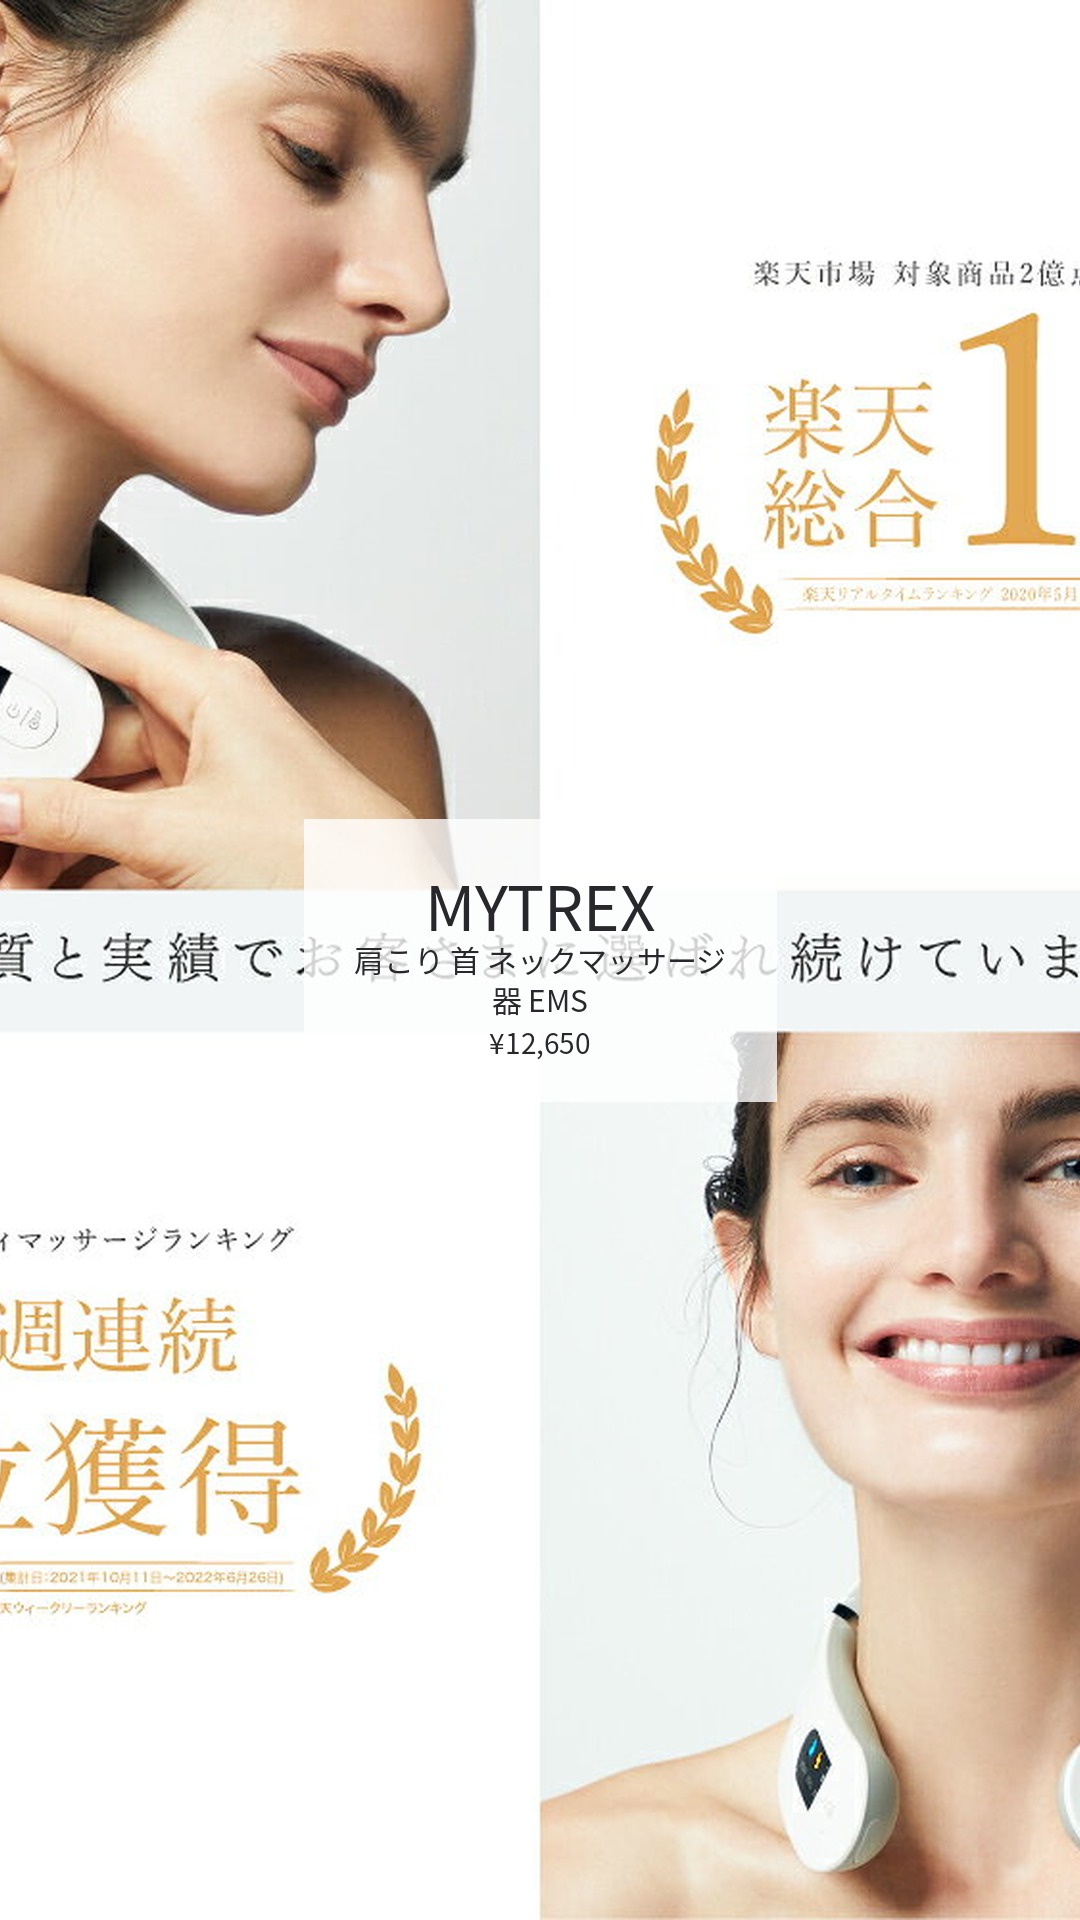 楽天市場 対象商品2億
楽天
総合
1
楽天リアルタイムランキング 2020年5月
MYTREX
質と実績でお客さまに選ばれ続けていま
肩こり 首 ネックマッサージ
器 EMS
¥12,650
ィマッサージランキング
週連続
位獲得
(集計日:2021年10月11日〜2022年6月26日)
天ウィークリーランキング